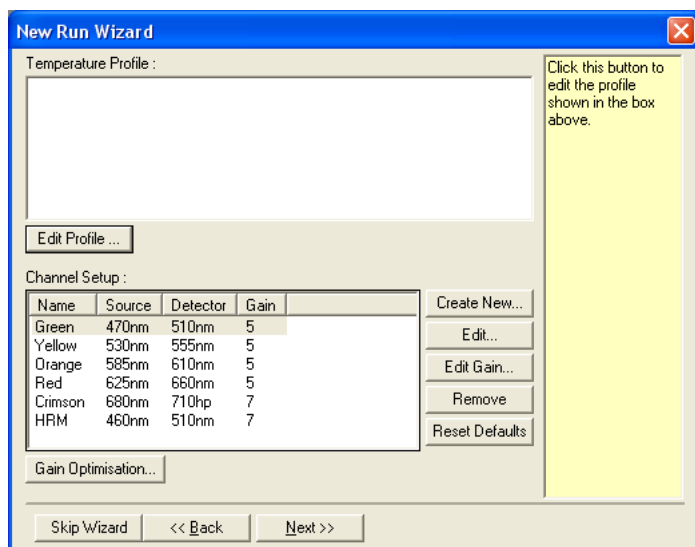 New Run Wizard
Temperature Profile :
Click this button to
edit the profile
shown in the box
above.
Edit Profile ...
Channel Setup :
Name Source Detector Gain
Green 470nm 510nm 5
Yellow 530nm 555nm 5
Orange 585nm 610nm 5
Red 625nm 660nm 5
Crimson 680nm 710hp 7
HRM 460nm 510nm 7
Create New...
Edit...
Edit Gain...
Remove
Reset Defaults
Gain Optimisation...
Skip Wizard << Back Next >>